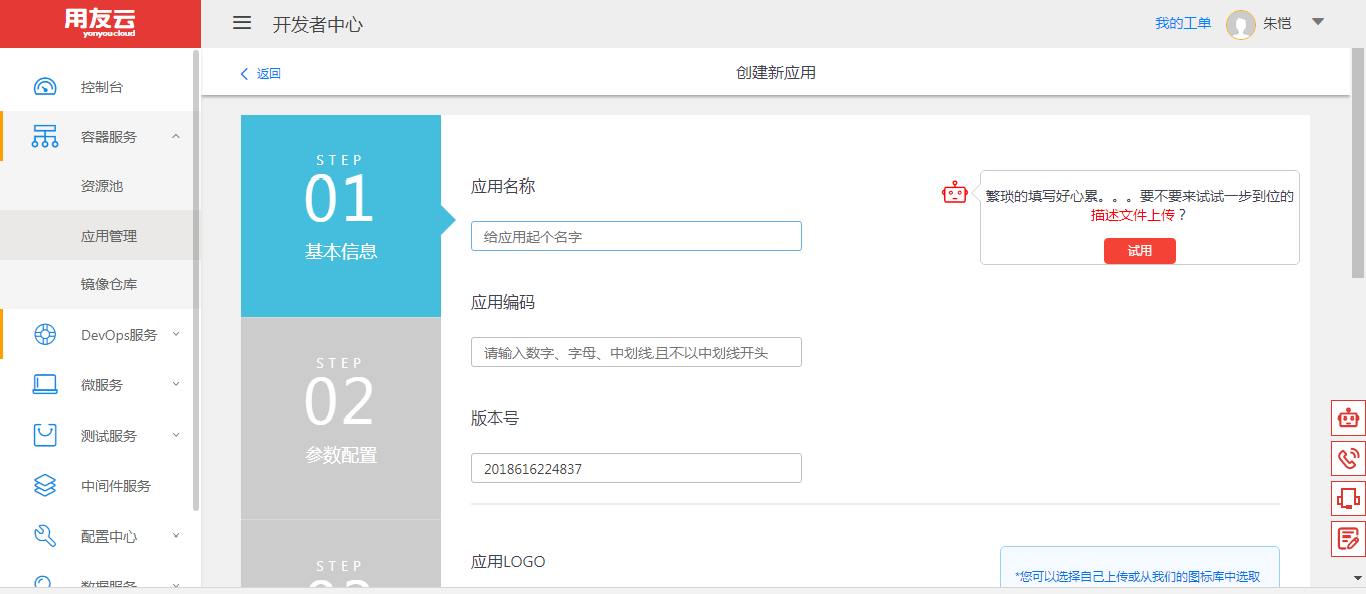 用友云
yonyoucloud
开发者中心
我的工单
朱恺
控制台
容器服务
资源池
应用管理
镜像仓库
DevOps服务
微服务
测试服务
中间件服务
配置中心
数据服务
返回
创建新应用
STEP
01
基本信息
STEP
02
参数配置
STEP
03
应用名称
给应用起个名字
应用编码
请输入数字、字母、中划线,且不以中划线开头
版本号
2018616224837
应用LOGO
繁琐的填写好心累。。。要不要来试试一步到位的
描述文件上传？
试用
*您可以选择自己上传或从我们的图标库中选取